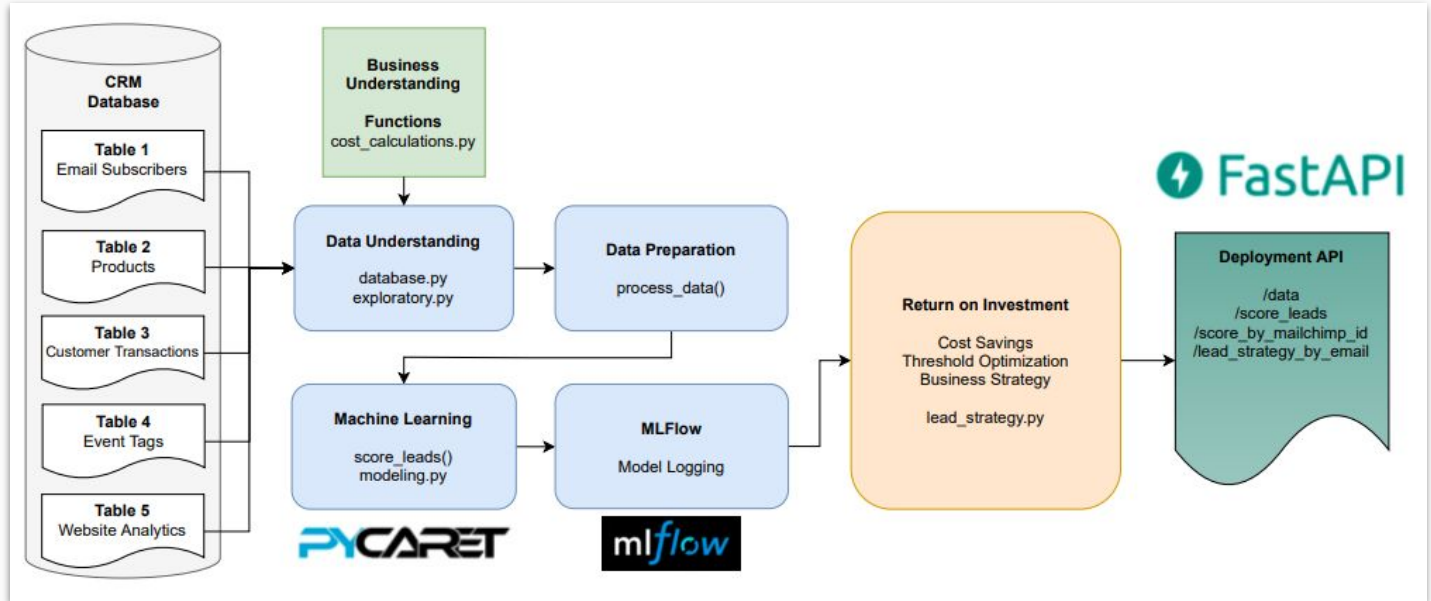 CRM
Database
Table 1
Email Subscribers
Table 2
Products
Table 3
Customer Transactions
Table 4
Event Tags
Table 5
Website Analytics
Business
Understanding
Functions
cost_calculations.py
Data Understanding
database.py
exploratory.py
Data Preparation
process_data()
Machine Learning
score_leads()
modeling.py
PYCARET
MLFlow
Model Logging
mlflow
Return on Investment
Cost Savings
Threshold Optimization
Business Strategy
lead_strategy.py
FastAPI
Deployment API
/data
/score_leads
/score_by_mailchimp_id
/lead_strategy_by_email